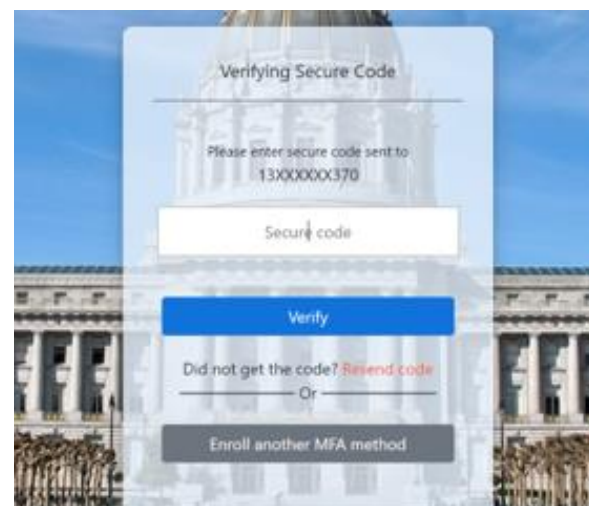 Verifying Secure Code
Please enter secure code sent to
13XXXXXX370
Secure code
Verify
Did not get the code? Resend code
Or
Enroll another MFA method